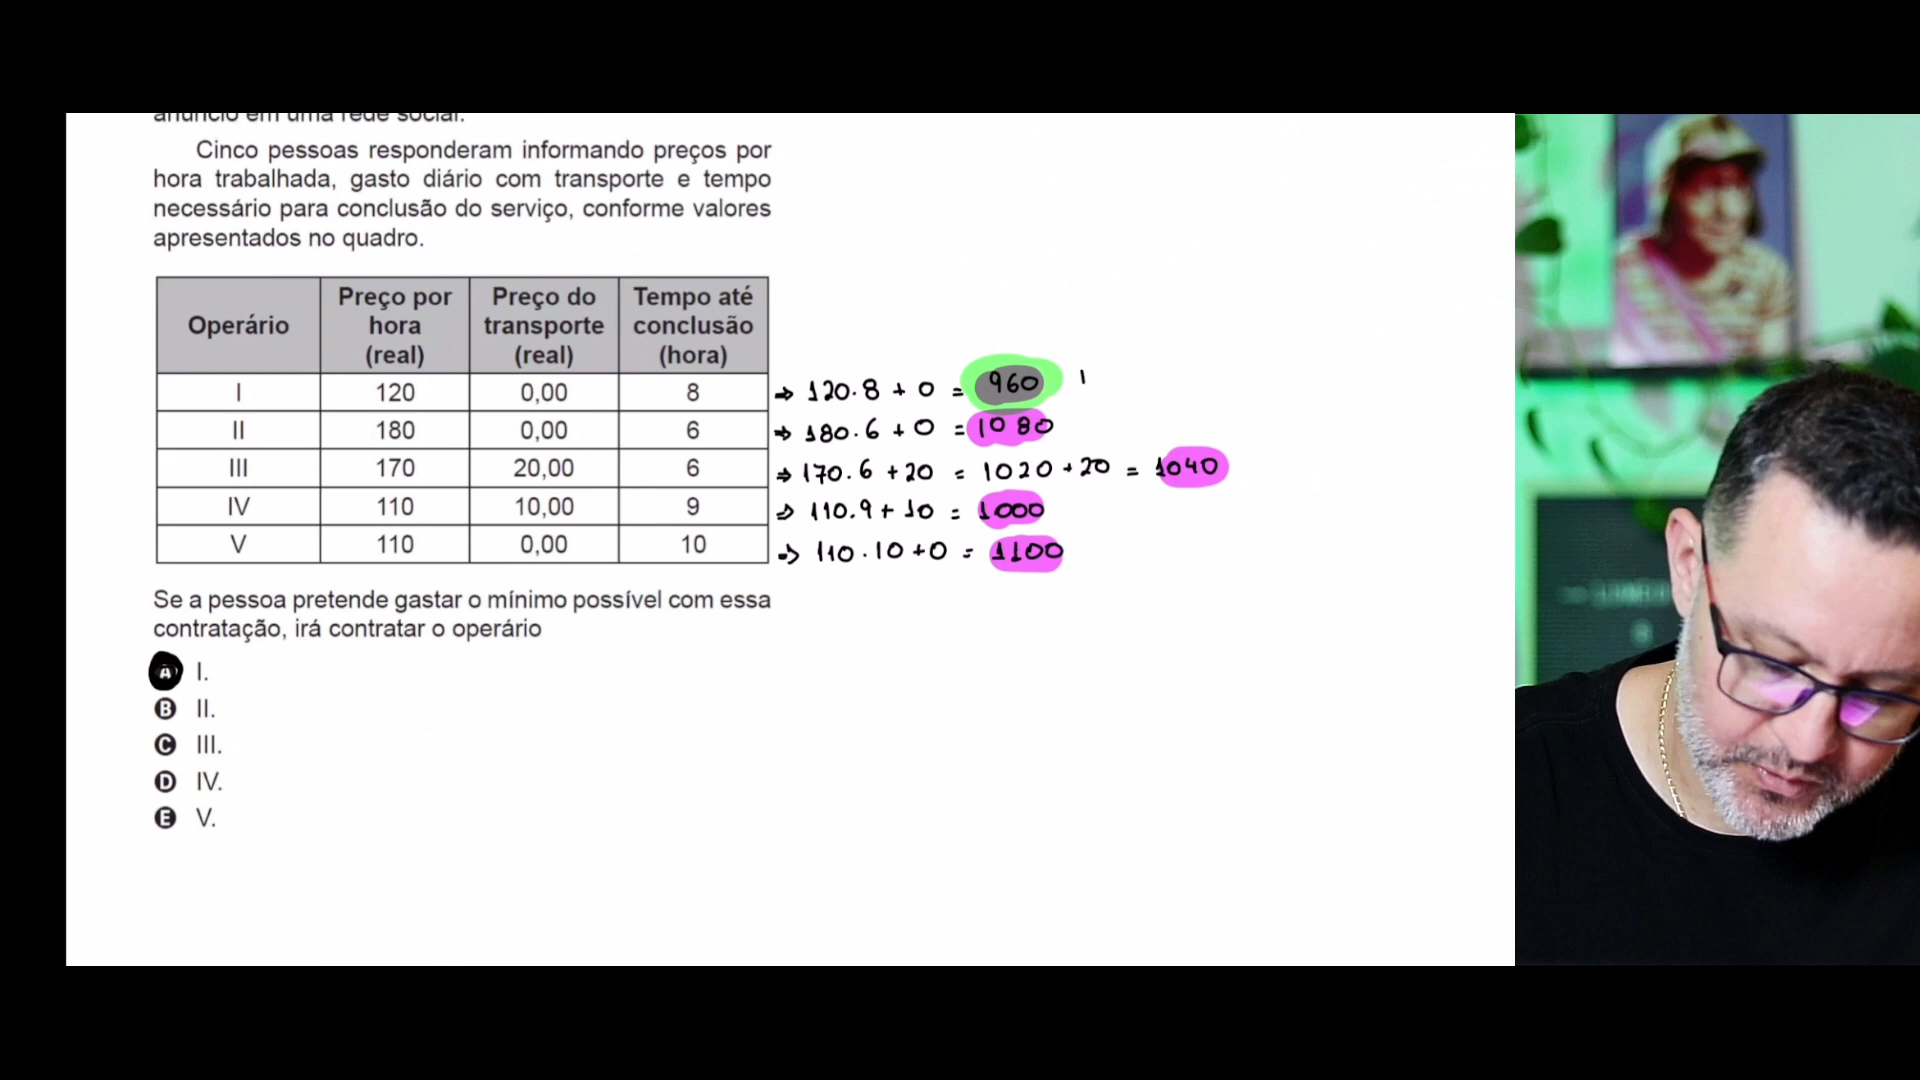 anúncio em uma rede social.
Cinco pessoas responderam informando preços por
hora trabalhada, gasto diário com transporte e tempo
necessário para conclusão do serviço, conforme valores
apresentados no quadro.
Operário Preço por hora (real) Preço do transporte (real) Tempo até conclusão (hora)
I 120 0,00 8 ⇒ 120.8 + 0 = 960
II 180 0,00 6 ⇒ 180.6 + 0 = 1080
III 170 20,00 6 ⇒ 170.6 + 20 = 1020 + 20 = 1040
IV 110 10,00 9 ⇒ 110.9 + 10 = 1000
V 110 0,00 10 ⇒ 110.10 + 0 = 1100
Se a pessoa pretende gastar o mínimo possível com essa
contratação, irá contratar o operário
A I.
B II.
C III.
D IV.
E V.